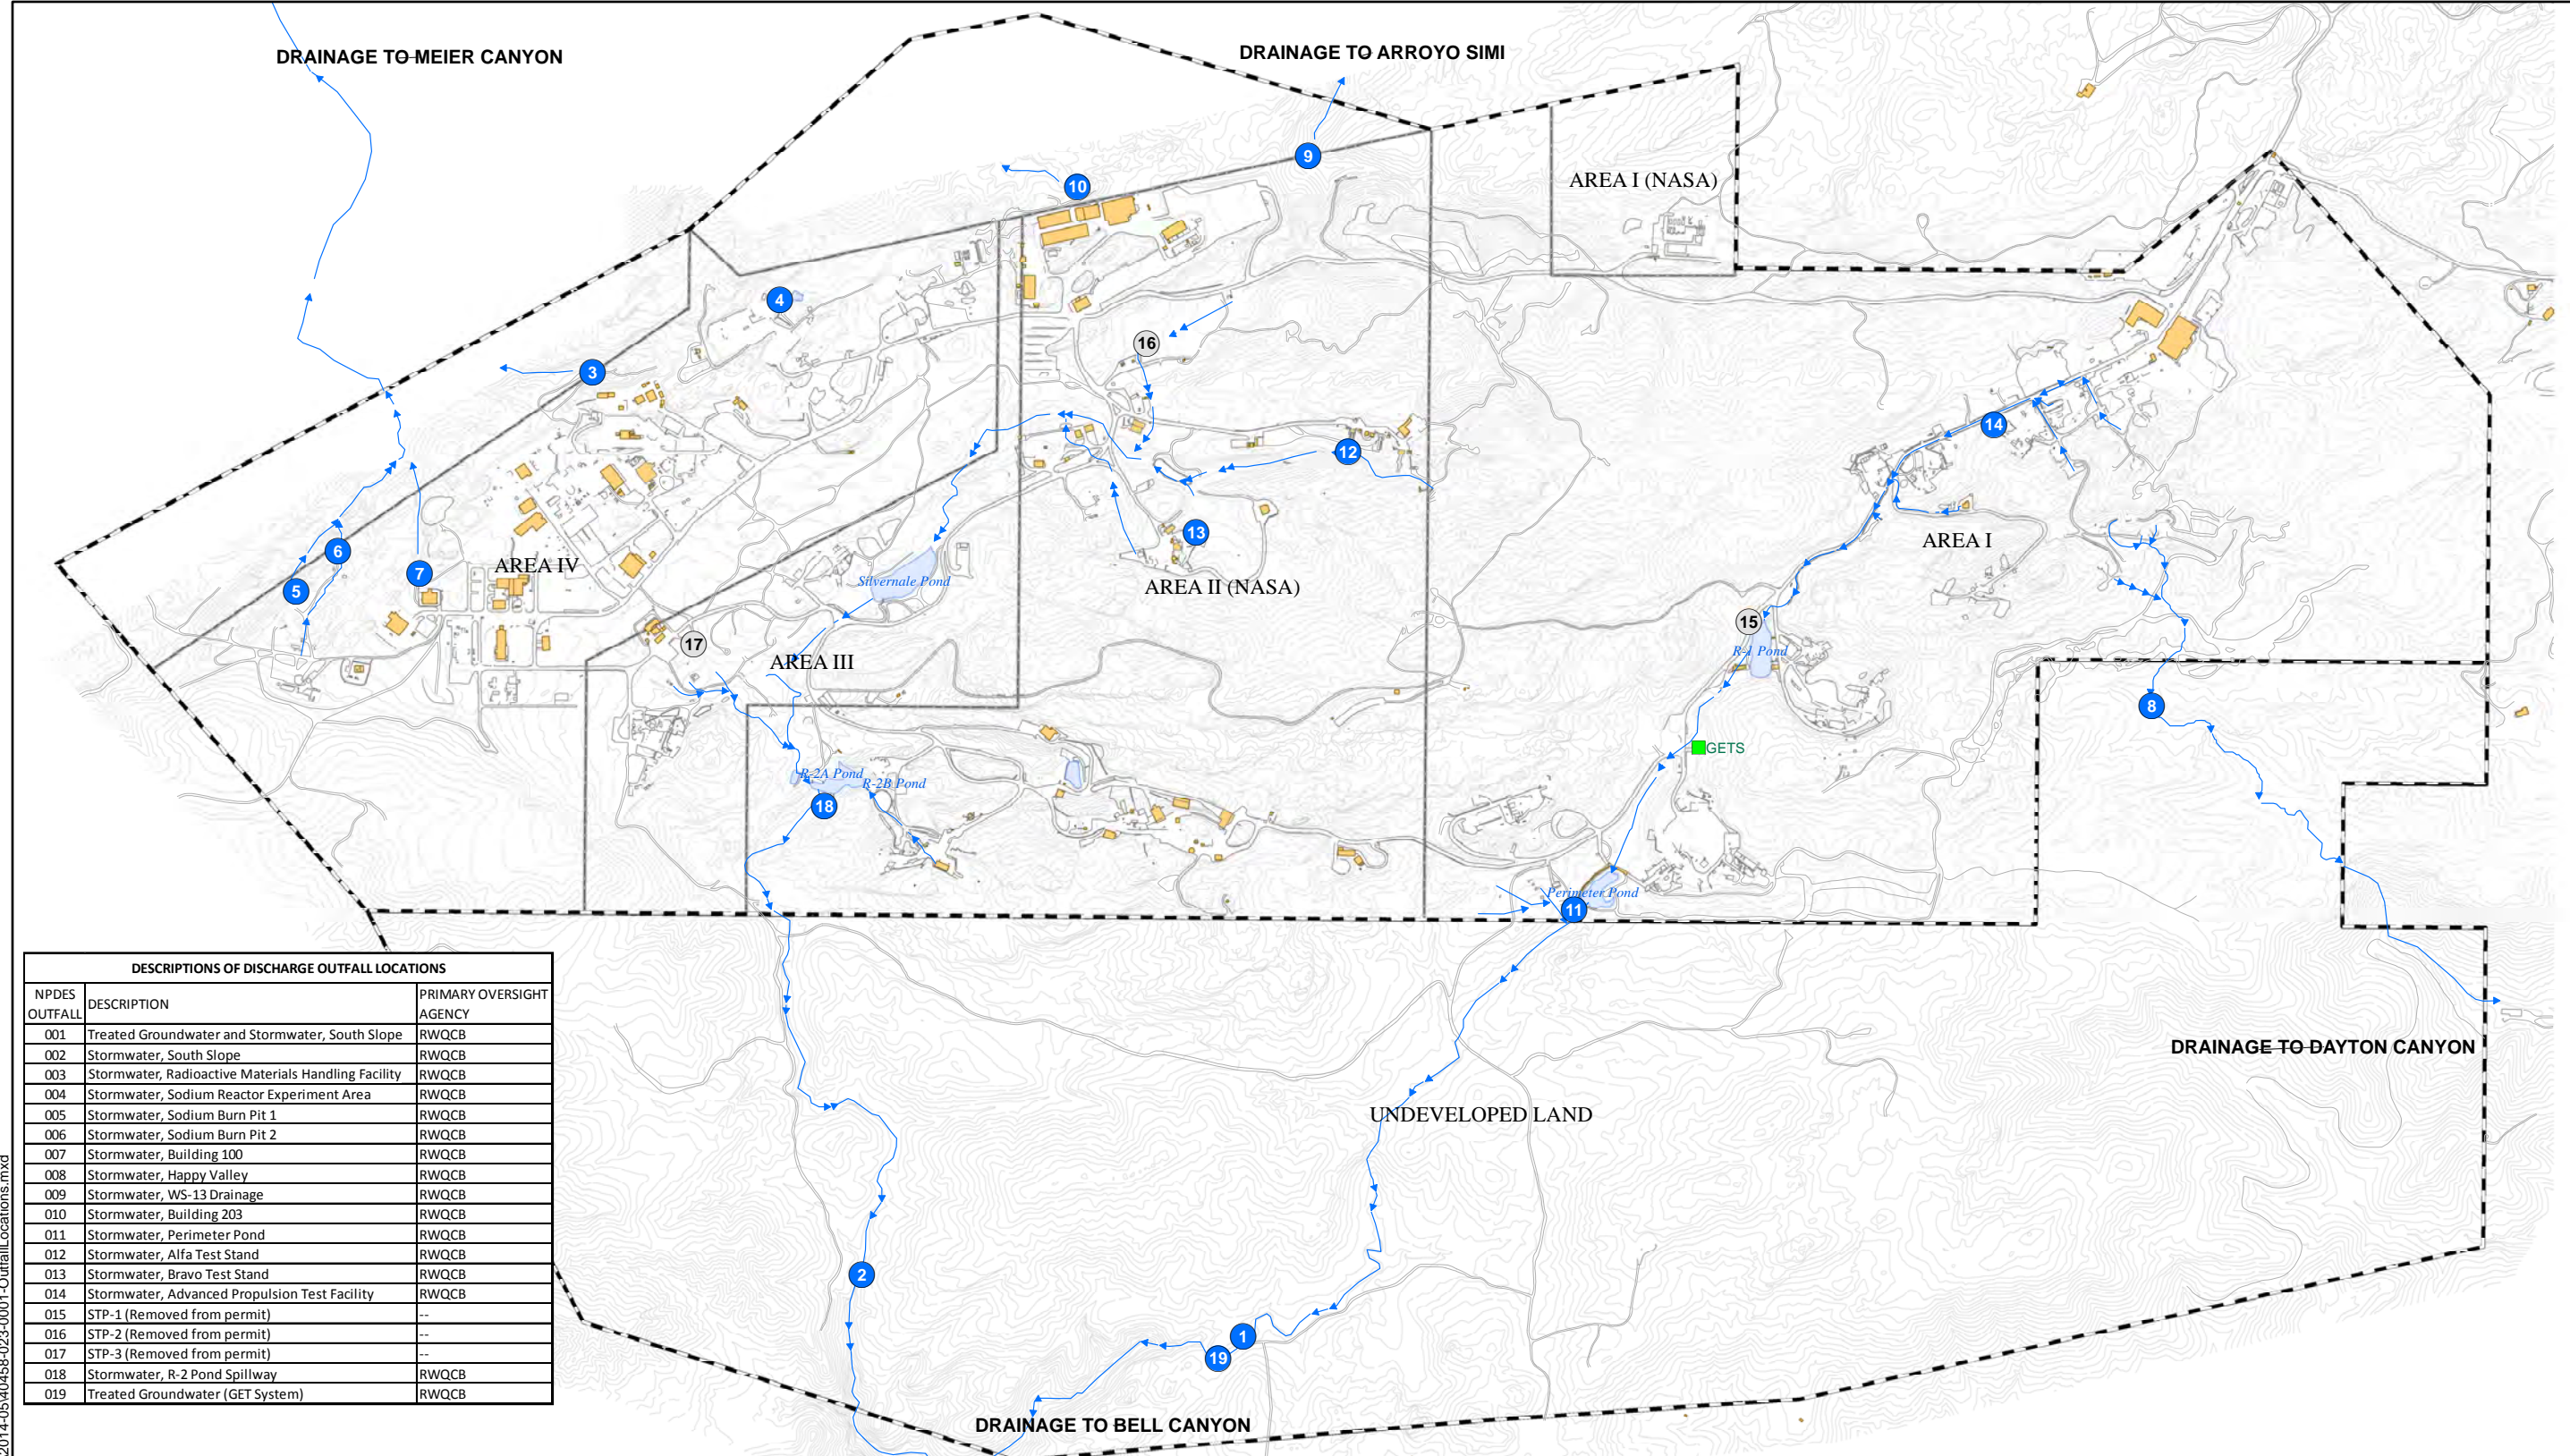 DRAINAGE TO MEIER CANYON
DRAINAGE TO ARROYO SIMI
9
10
AREA I (NASA)
4
16
3
14
12
13
6
AREA I
7
AREA IV
Silvernale Pond
5
AREA II (NASA)
15
17
R-1 Pond
AREA III
8
GETS
R-2A Pond
R-2B Pond
18
Perimeter Pond
11
DESCRIPTIONS OF DISCHARGE OUTFALL LOCATIONS
NPDES OUTFALL DESCRIPTION PRIMARY OVERSIGHT AGENCY
001 Treated Groundwater and Stormwater, South Slope RWQCB
002 Stormwater, South Slope RWQCB
003 Stormwater, Radioactive Materials Handling Facility RWQCB
004 Stormwater, Sodium Reactor Experiment Area RWQCB
005 Stormwater, Sodium Burn Pit 1 RWQCB
006 Stormwater, Sodium Burn Pit 2 RWQCB
007 Stormwater, Building 100 RWQCB
008 Stormwater, Happy Valley RWQCB
009 Stormwater, WS-13 Drainage RWQCB
010 Stormwater, Building 203 RWQCB
011 Stormwater, Perimeter Pond RWQCB
012 Stormwater, Alfa Test Stand RWQCB
013 Stormwater, Bravo Test Stand RWQCB
014 Stormwater, Advanced Propulsion Test Facility RWQCB
015 STP-1 (Removed from permit) --
016 STP-2 (Removed from permit) --
017 STP-3 (Removed from permit) --
018 Stormwater, R-2 Pond Spillway RWQCB
019 Treated Groundwater (GET System) RWQCB
DRAINAGE TO DAYTON CANYON
UNDEVELOPED LAND
2
1
19
DRAINAGE TO BELL CANYON
2014-05\40458-023-0001-OutfallLocations.mxd